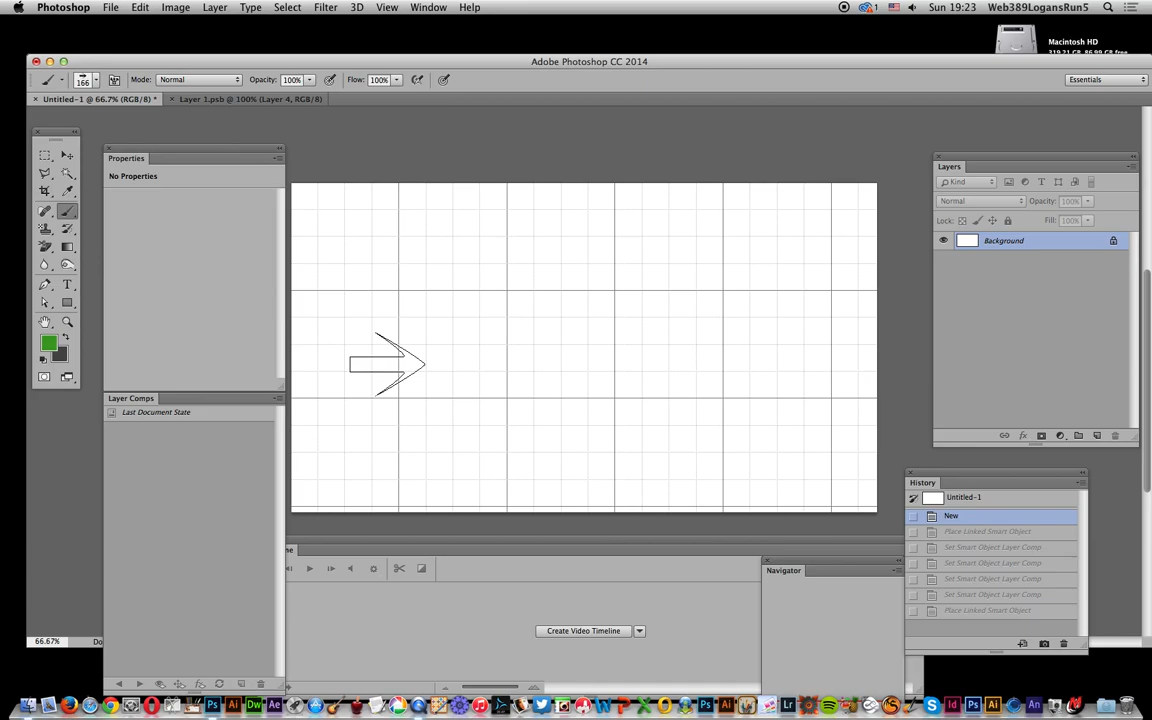 Photoshop File Edit Image Layer Type Select Filter 3D View Window Help 1 Sun 19:23 Web389LogansRun5
Macintosh HD
Adobe Photoshop CC 2014
166 Mode: Normal Opacity: 100% Flow: 100% Essentials
Untitled-1 @ 66.7% (RGB/8) * Layer 1.psb @ 100% (Layer 4, RGB/8)
Properties
No Properties
Layers
Kind
Normal Opacity: 100%
Lock: Fill: 100%
Background
Layer Comps
Last Document State
History
Untitled-1
New
Place Linked Smart Object
Set Smart Object Layer Comp
Set Smart Object Layer Comp
Set Smart Object Layer Comp
Set Smart Object Layer Comp
Place Linked Smart Object
Navigator
Create Video Timeline
66.67% Do